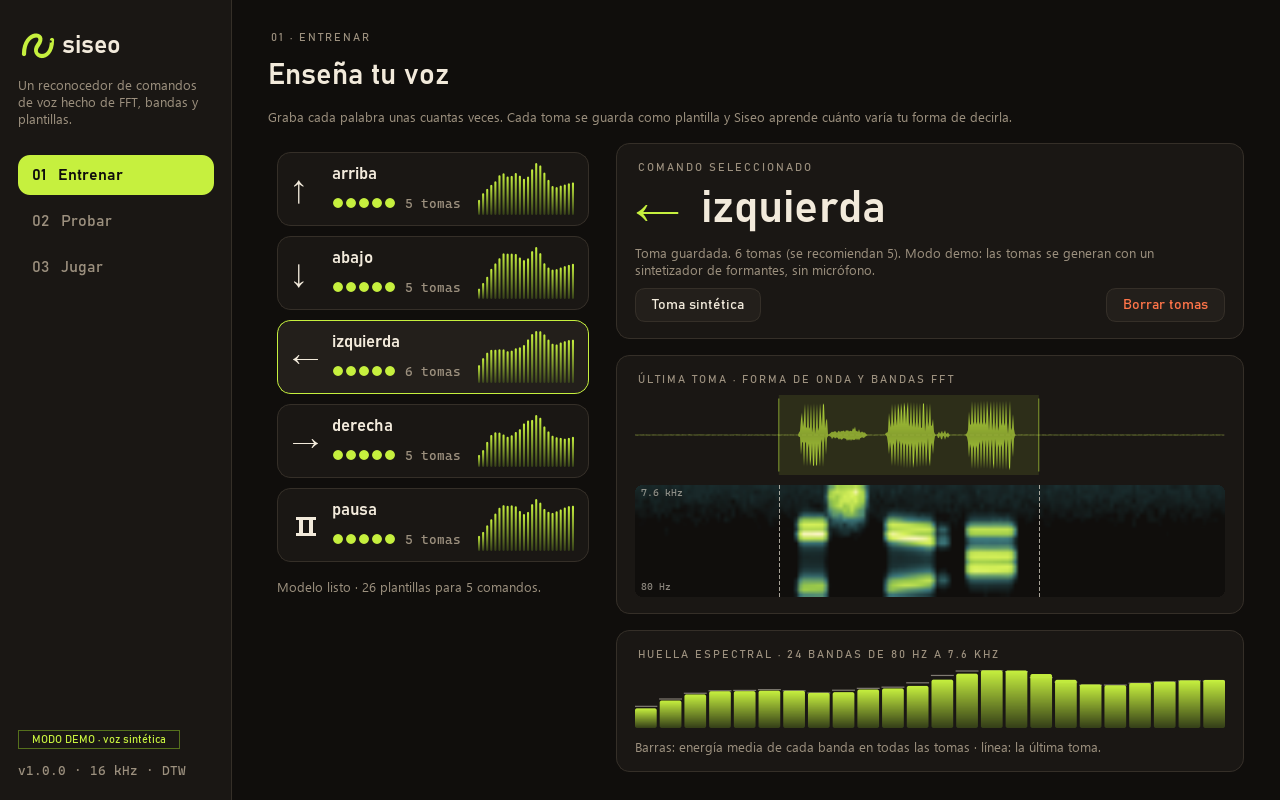 siseo
Un reconocedor de comandos
de voz hecho de FFT, bandas y
plantillas.
01 Entrenar
02 Probar
03 Jugar
MODO DEMO · voz sintética
v1.0.0 · 16 kHz · DTW
01 · ENTRENAR
Enseña tu voz
Graba cada palabra unas cuantas veces. Cada toma se guarda como plantilla y Siseo aprende cuánto varía tu forma de decirla.
↑ arriba
5 tomas
↓ abajo
5 tomas
← izquierda
6 tomas
→ derecha
5 tomas
pausa
5 tomas
Modelo listo · 26 plantillas para 5 comandos.
COMANDO SELECCIONADO
← izquierda
Toma guardada. 6 tomas (se recomiendan 5). Modo demo: las tomas se generan con un
sintetizador de formantes, sin micrófono.
Toma sintética
Borrar tomas
ÚLTIMA TOMA · FORMA DE ONDA Y BANDAS FFT
7.6 kHz
80 Hz
HUELLA ESPECTRAL · 24 BANDAS DE 80 HZ A 7.6 KHZ
Barras: energía media de cada banda en todas las tomas · línea: la última toma.